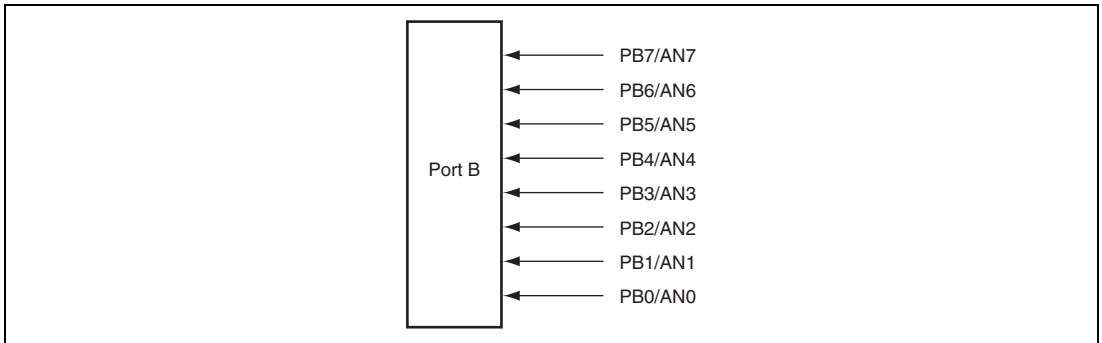 PB7/AN7
PB6/AN6
PB5/AN5
PB4/AN4
Port B
PB3/AN3
PB2/AN2
PB1/AN1
PB0/AN0